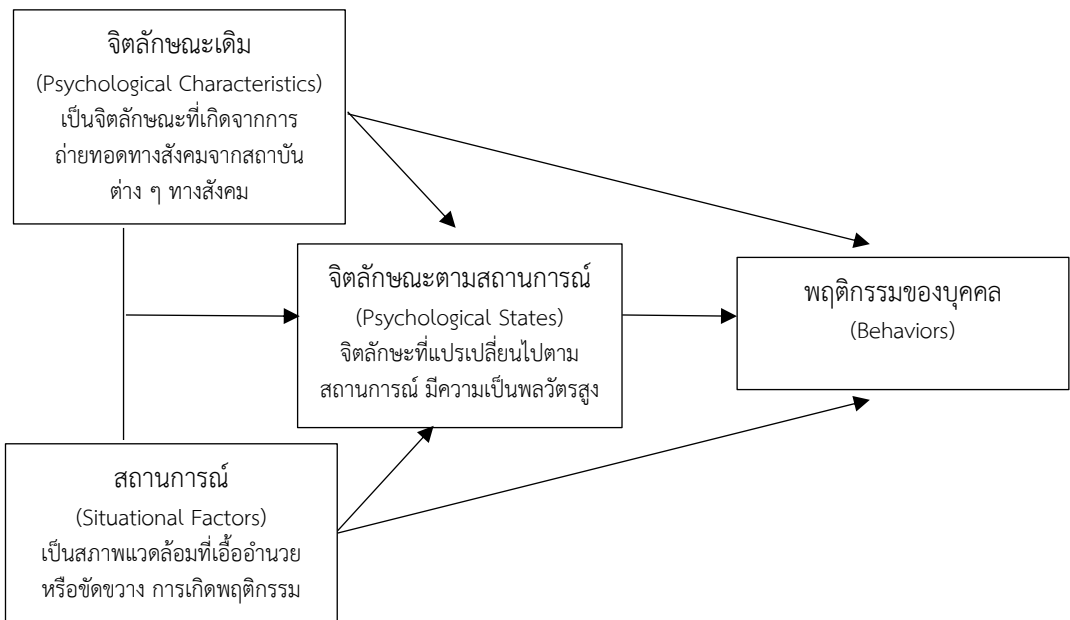 จิตลักษณะเดิม
(Psychological Characteristics)
เป็นจิตลักษณะที่เกิดจากการ
ถ่ายทอดทางสังคมจากสถาบัน
ต่าง ๆ ทางสังคม
จิตลักษณะตามสถานการณ์
(Psychological States)
จิตลักษะที่แปรเปลี่ยนไปตาม
สถานการณ์ มีความเป็นพลวัตรสูง
พฤติกรรมของบุคคล
(Behaviors)
สถานการณ์
(Situational Factors)
เป็นสภาพแวดล้อมที่เอื้ออำนวย
หรือขัดขวาง การเกิดพฤติกรรม